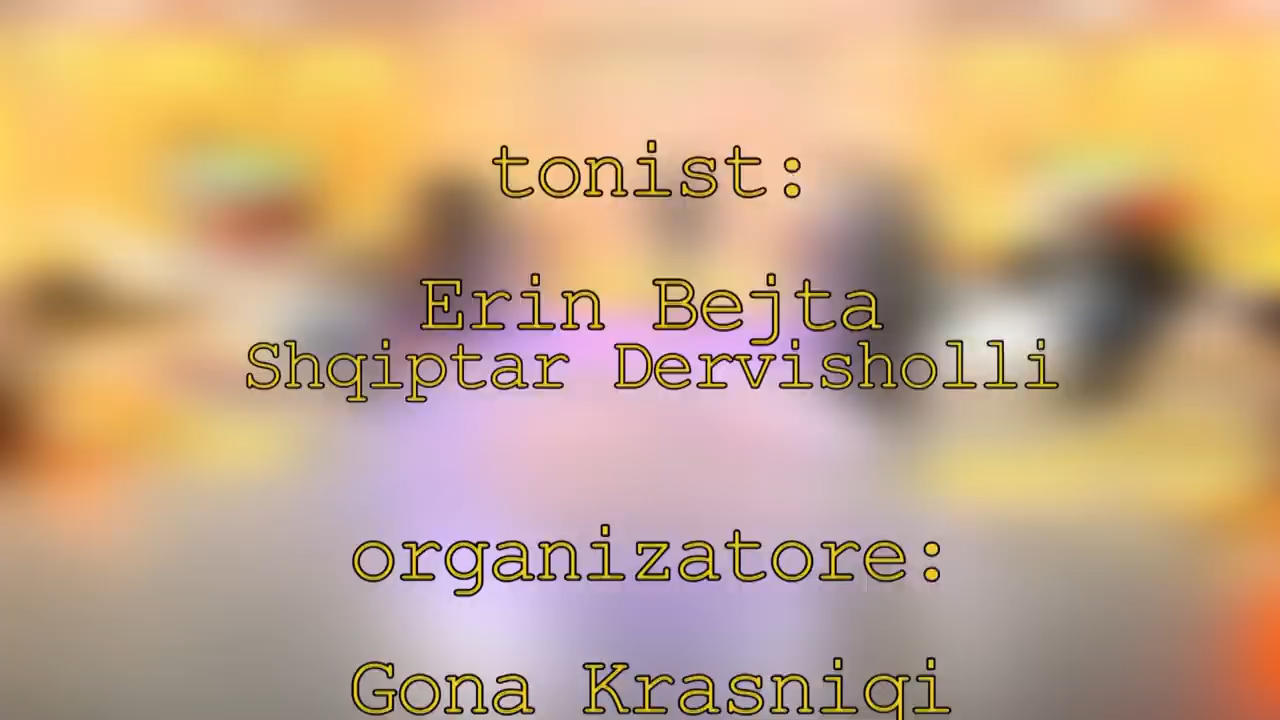 tonist:
Erin Bejta
Shqiptar Dervisholli
organizatore:
Gona Krasniqi